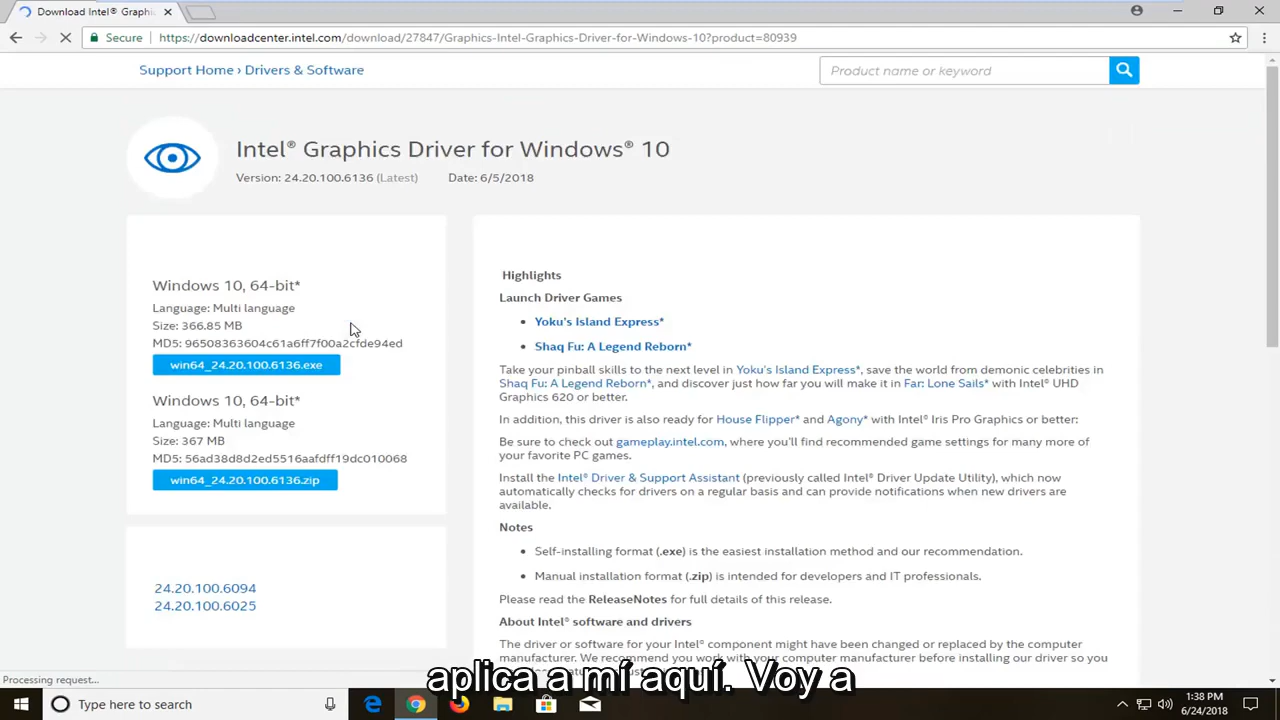 Download Intel® Graphi
Secure
https://downloadcenter.intel.com/download/27847/Graphics-Intel-Graphics-Driver-for-Windows-10?product=80939
Support Home › Drivers & Software
Product name or keyword
Intel® Graphics Driver for Windows® 10
Version: 24.20.100.6136 (Latest) Date: 6/5/2018
Windows 10, 64-bit*
Language: Multi language
Size: 366.85 MB
MD5: 96508363604c61a6ff7f00a2cfde94ed
win64_24.20.100.6136.exe
Windows 10, 64-bit*
Language: Multi language
Size: 367 MB
MD5: 56ad38d8d2ed5516aafdff19dc010068
win64_24.20.100.6136.zip
24.20.100.6094
24.20.100.6025
Highlights
Launch Driver Games
• Yoku's Island Express*
• Shaq Fu: A Legend Reborn*
Take your pinball skills to the next level in Yoku's Island Express*, save the world from demonic celebrities in
Shaq Fu: A Legend Reborn*, and discover just how far you will make it in Far: Lone Sails* with Intel® UHD
Graphics 620 or better.
In addition, this driver is also ready for House Flipper* and Agony* with Intel® Iris Pro Graphics or better:
Be sure to check out gameplay.intel.com, where you'll find recommended game settings for many more of
your favorite PC games.
Install the Intel® Driver & Support Assistant (previously called Intel® Driver Update Utility), which now
automatically checks for drivers on a regular basis and can provide notifications when new drivers are
available.
Notes
• Self-installing format (.exe) is the easiest installation method and our recommendation.
• Manual installation format (.zip) is intended for developers and IT professionals.
Please read the ReleaseNotes for full details of this release.
About Intel® software and drivers
The driver or software for your Intel® component might have been changed or replaced by the computer
manufacturer. We recommend you work with your computer manufacturer before installing our driver so you
Processing request...
aplica a mí aquí. Voy a
Type here to search
1:38 PM
6/24/2018